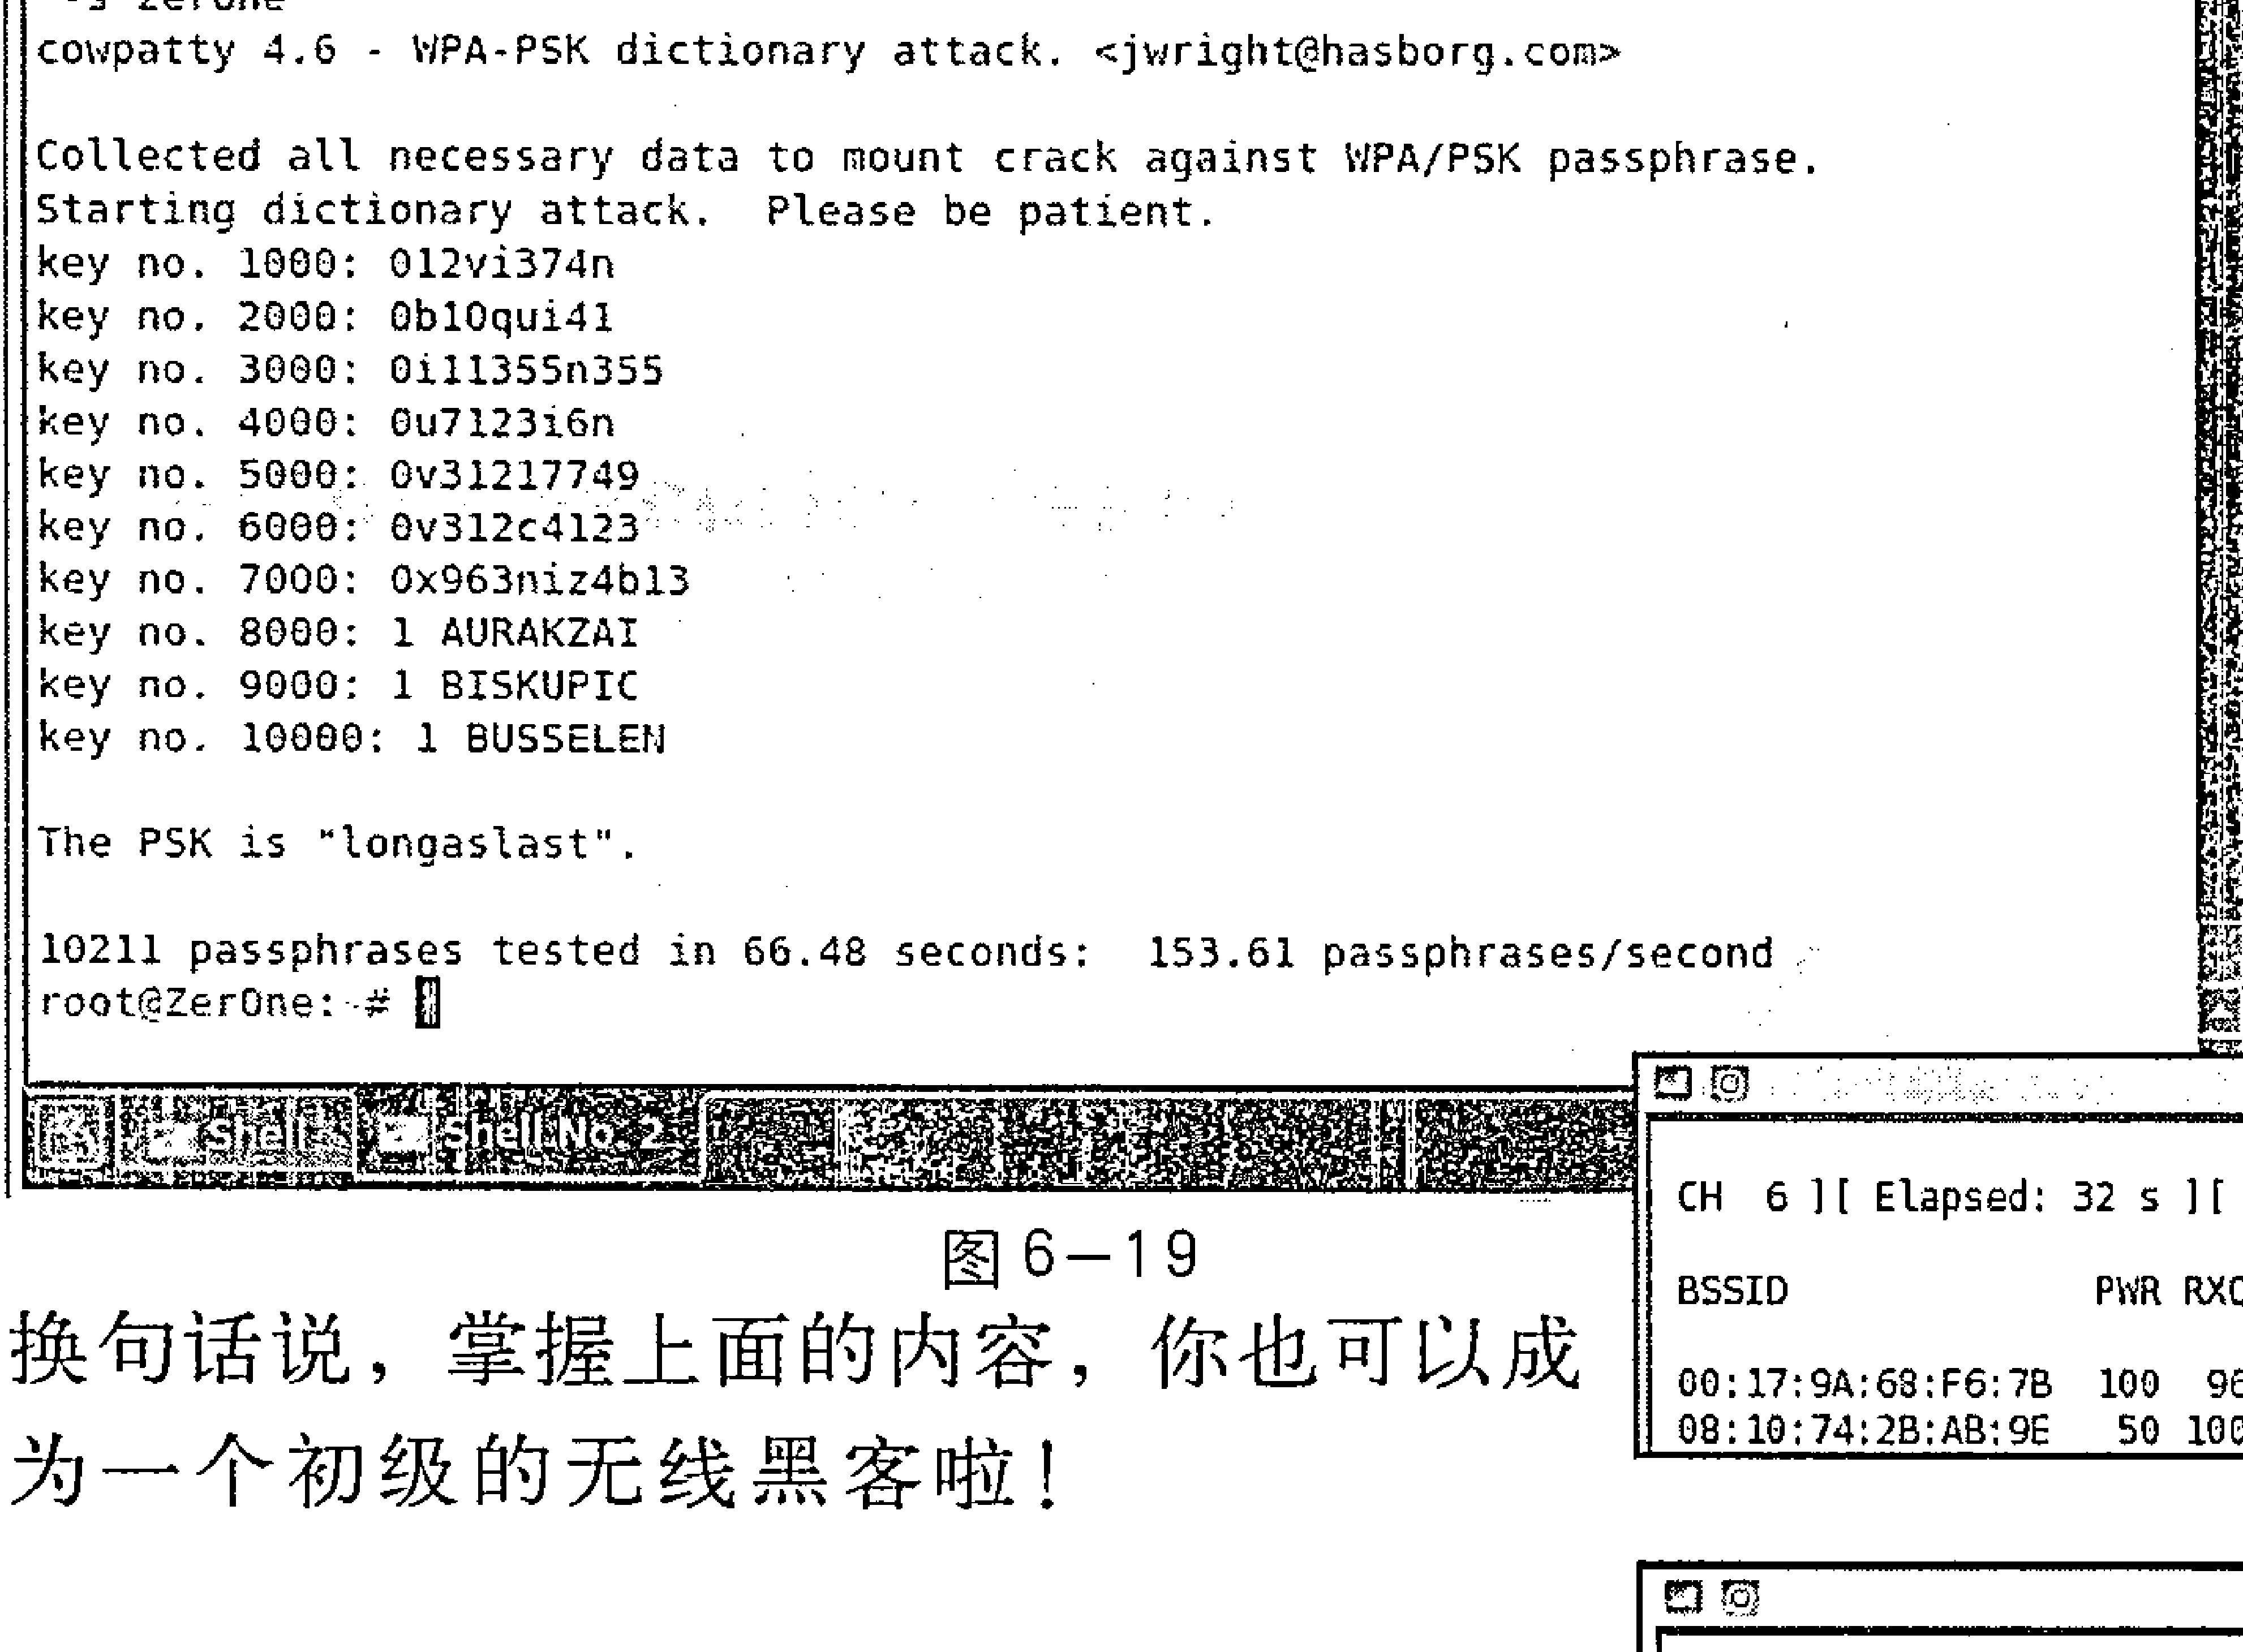 -s zerone
cowpatty 4.6 - WPA-PSK dictionary attack. <jwright@hasborg.com>
Collected all necessary data to mount crack against WPA/PSK passphrase.
Starting dictionary attack.  Please be patient.
key no. 1000: 012vi374n
key no. 2000: 0b10qui41
key no. 3000: 0i11355n355
key no. 4000: 0u7123i6n
key no. 5000: 0v31217749
key no. 6000: 0v312c4123
key no. 7000: 0x963niz4b13
key no. 8000: 1 AURAKZAI
key no. 9000: 1 BISKUPIC
key no. 10000: 1 BUSSELEN
The PSK is "longaslast".
10211 passphrases tested in 66.48 seconds:  153.61 passphrases/second
root@ZerOne:~#
Shell
Shell No. 2
图6-19
换句话说，掌握上面的内容，你也可以成
为一个初级的无线黑客啦！
CH  6 ][ Elapsed: 32 s ][
BSSID PWR RXQ
00:17:9A:68:F6:7B  100  96
08:10:74:2B:AB:9E  50 100